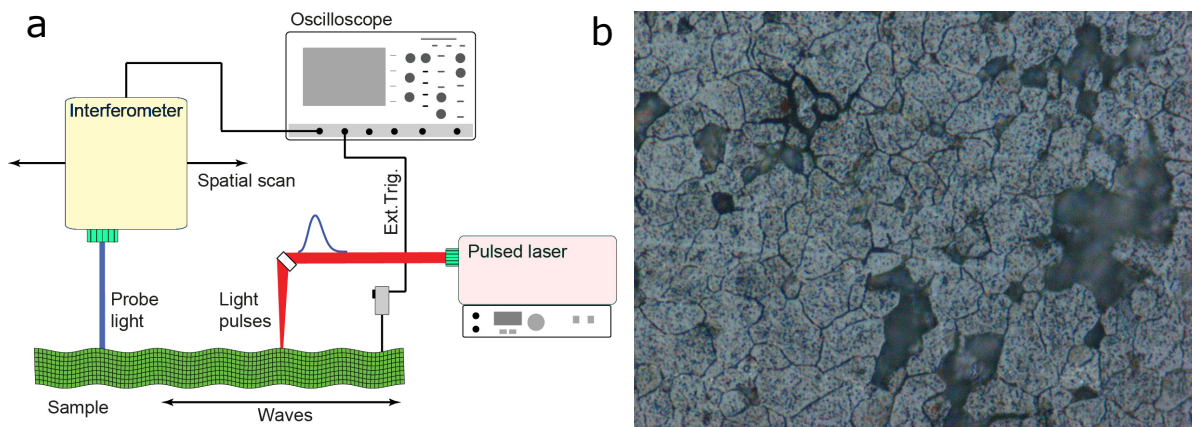 a
Oscilloscope
b
Interferometer
Spatial scan
Ext.Trig.
Pulsed laser
Probe
light
Light
pulses
Sample
Waves